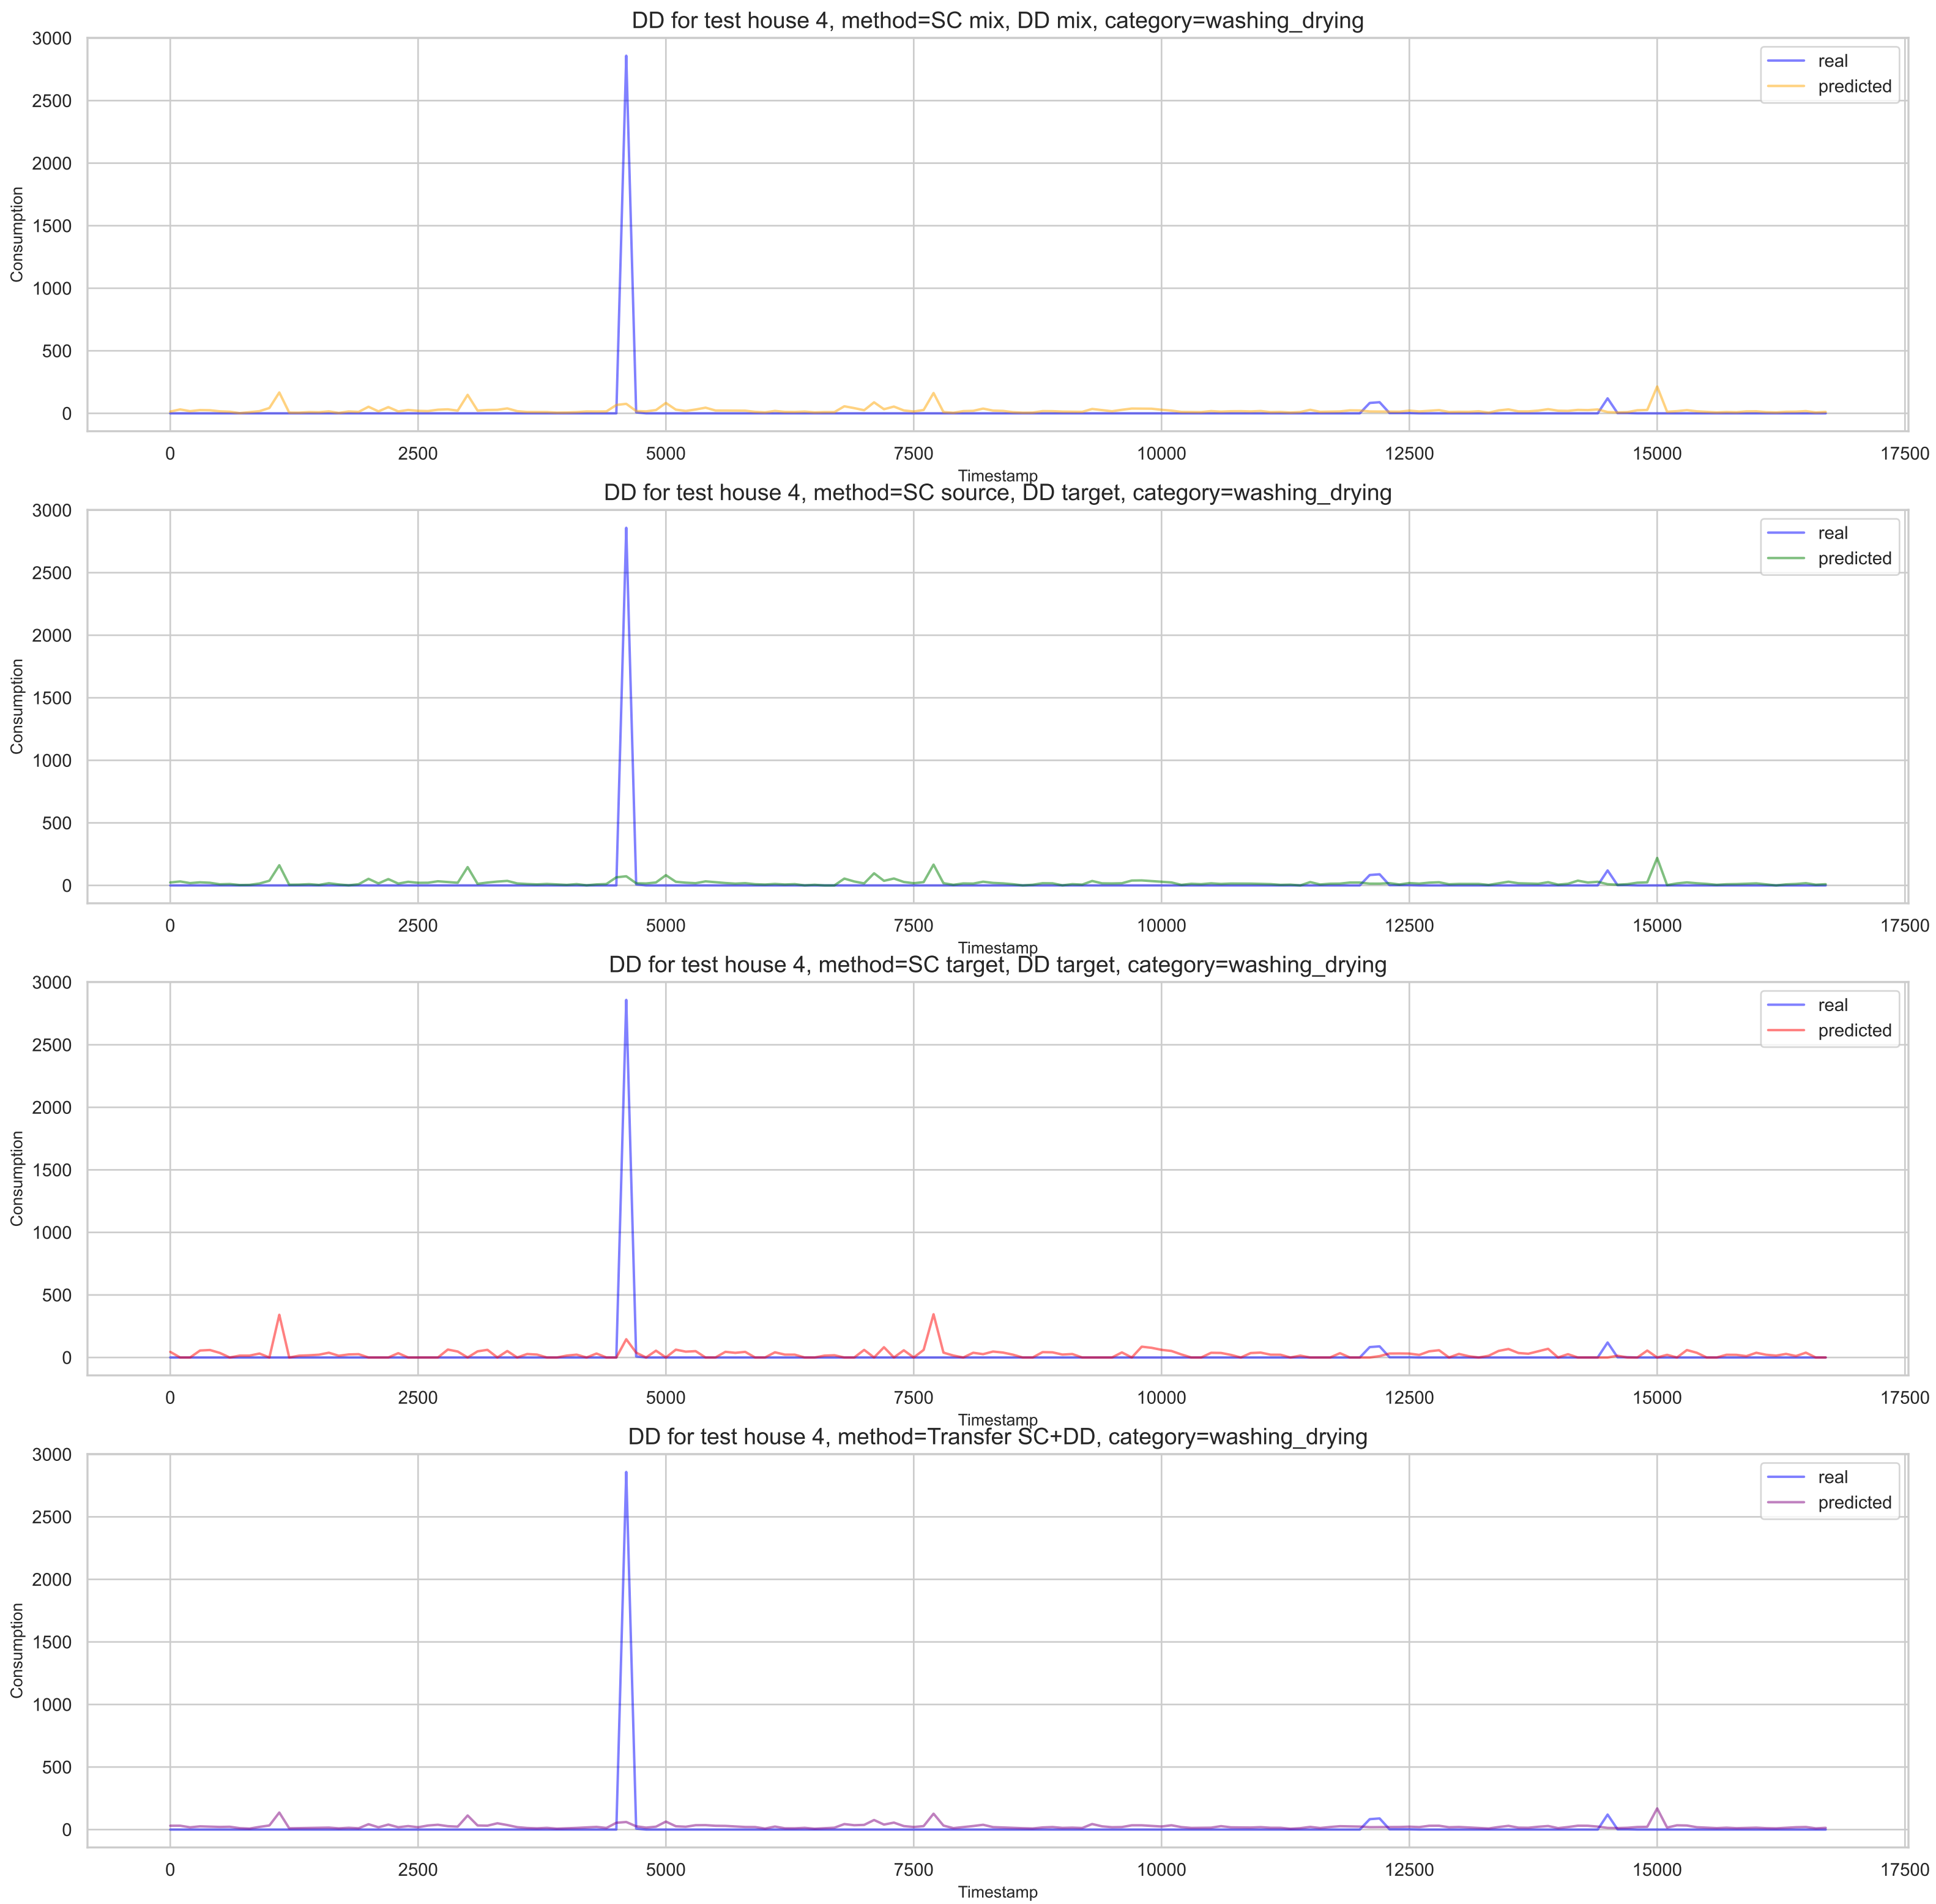 DD for test house 4, method=SC mix, DD mix, category=washing_drying
3000
2500
2000
1500
1000
500
0
Consumption
real
predicted
0 2500 5000 7500 10000 12500 15000 17500
Timestamp
DD for test house 4, method=SC source, DD target, category=washing_drying
3000
2500
2000
1500
1000
500
0
Consumption
real
predicted
0 2500 5000 7500 10000 12500 15000 17500
Timestamp
DD for test house 4, method=SC target, DD target, category=washing_drying
3000
2500
2000
1500
1000
500
0
Consumption
real
predicted
0 2500 5000 7500 10000 12500 15000 17500
Timestamp
DD for test house 4, method=Transfer SC+DD, category=washing_drying
3000
2500
2000
1500
1000
500
0
Consumption
real
predicted
0 2500 5000 7500 10000 12500 15000 17500
Timestamp